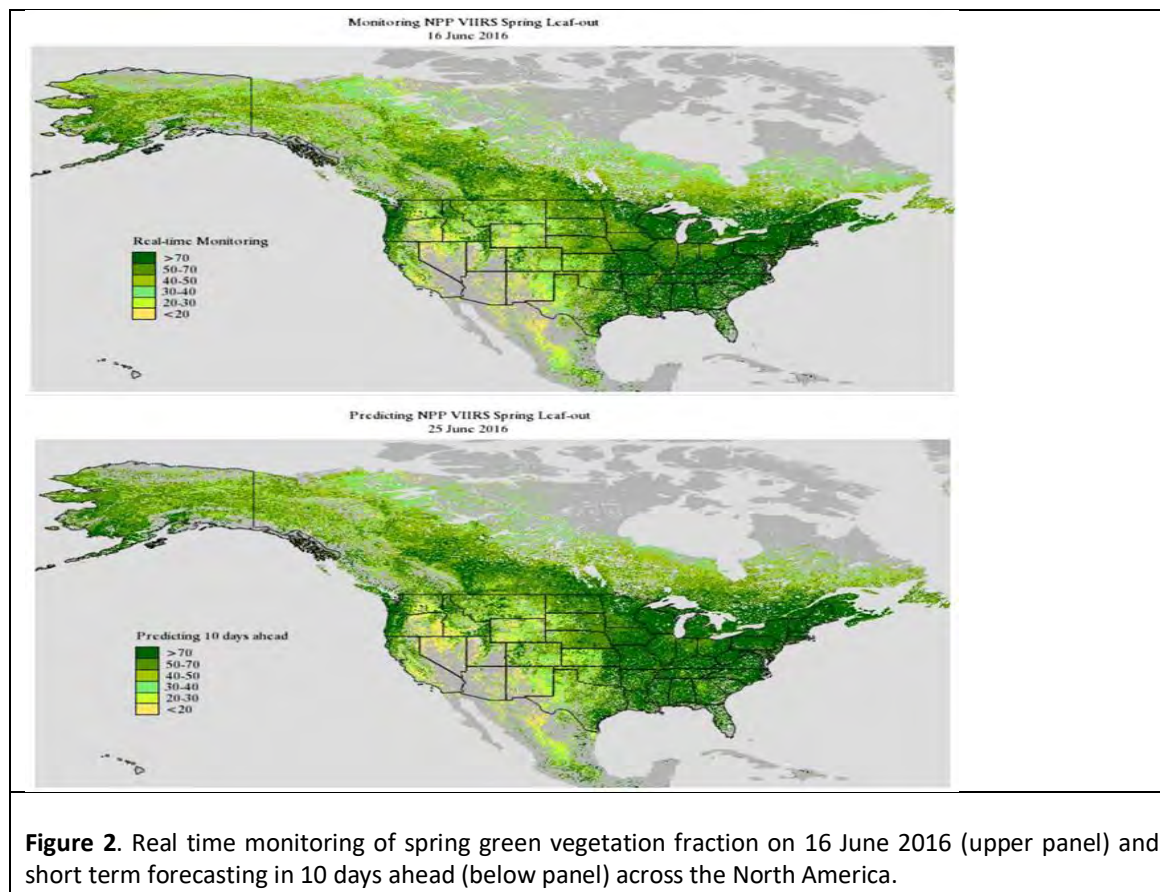 Monitoring NPP VIIRS Spring Leaf-out
16 June 2016
Real-time Monitoring
>70
50-70
40-50
30-40
20-30
<20
Predicting NPP VIIRS Spring Leaf-out
25 June 2016
Predicting 10 days ahead
>70
50-70
40-50
30-40
20-30
<20
Figure 2. Real time monitoring of spring green vegetation fraction on 16 June 2016 (upper panel) and
short term forecasting in 10 days ahead (below panel) across the North America.